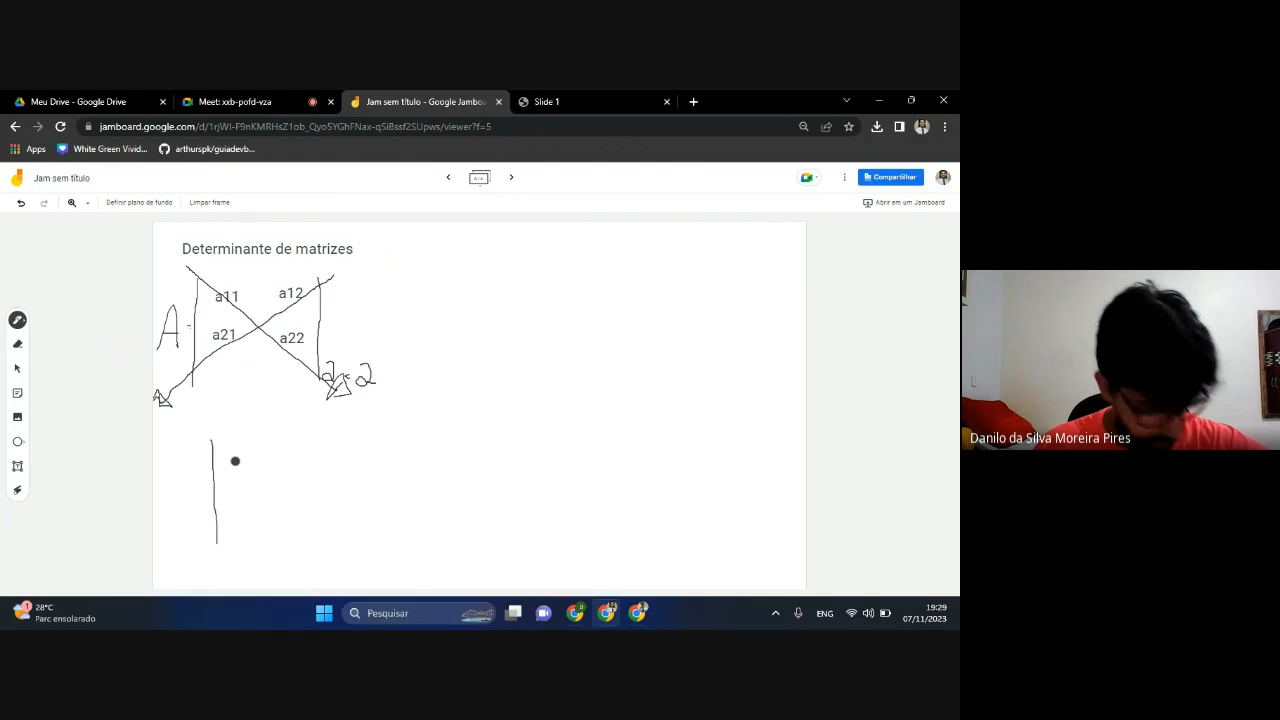 Meu Drive - Google Drive
Meet: xxb-pofd-vza
Jam sem título - Google Jambo
Slide 1
jamboard.google.com/d/1rjWl-F9nKMRHsZ1ob_Qyo5YGhFNax-qSiBssf2SUpws/viewer?f=5
Apps
White Green Vivid...
arthurspk/guiadevb...
Jam sem título
Compartilhar
Definir plano de fundo
Limpar frame
Abrir em um Jamboard
Determinante de matrizes
a11 a12
A =
a21 a22
2x2
Danilo da Silva Moreira Pires
1
28°C
Parc ensolarado
Pesquisar
ENG
19:29
07/11/2023